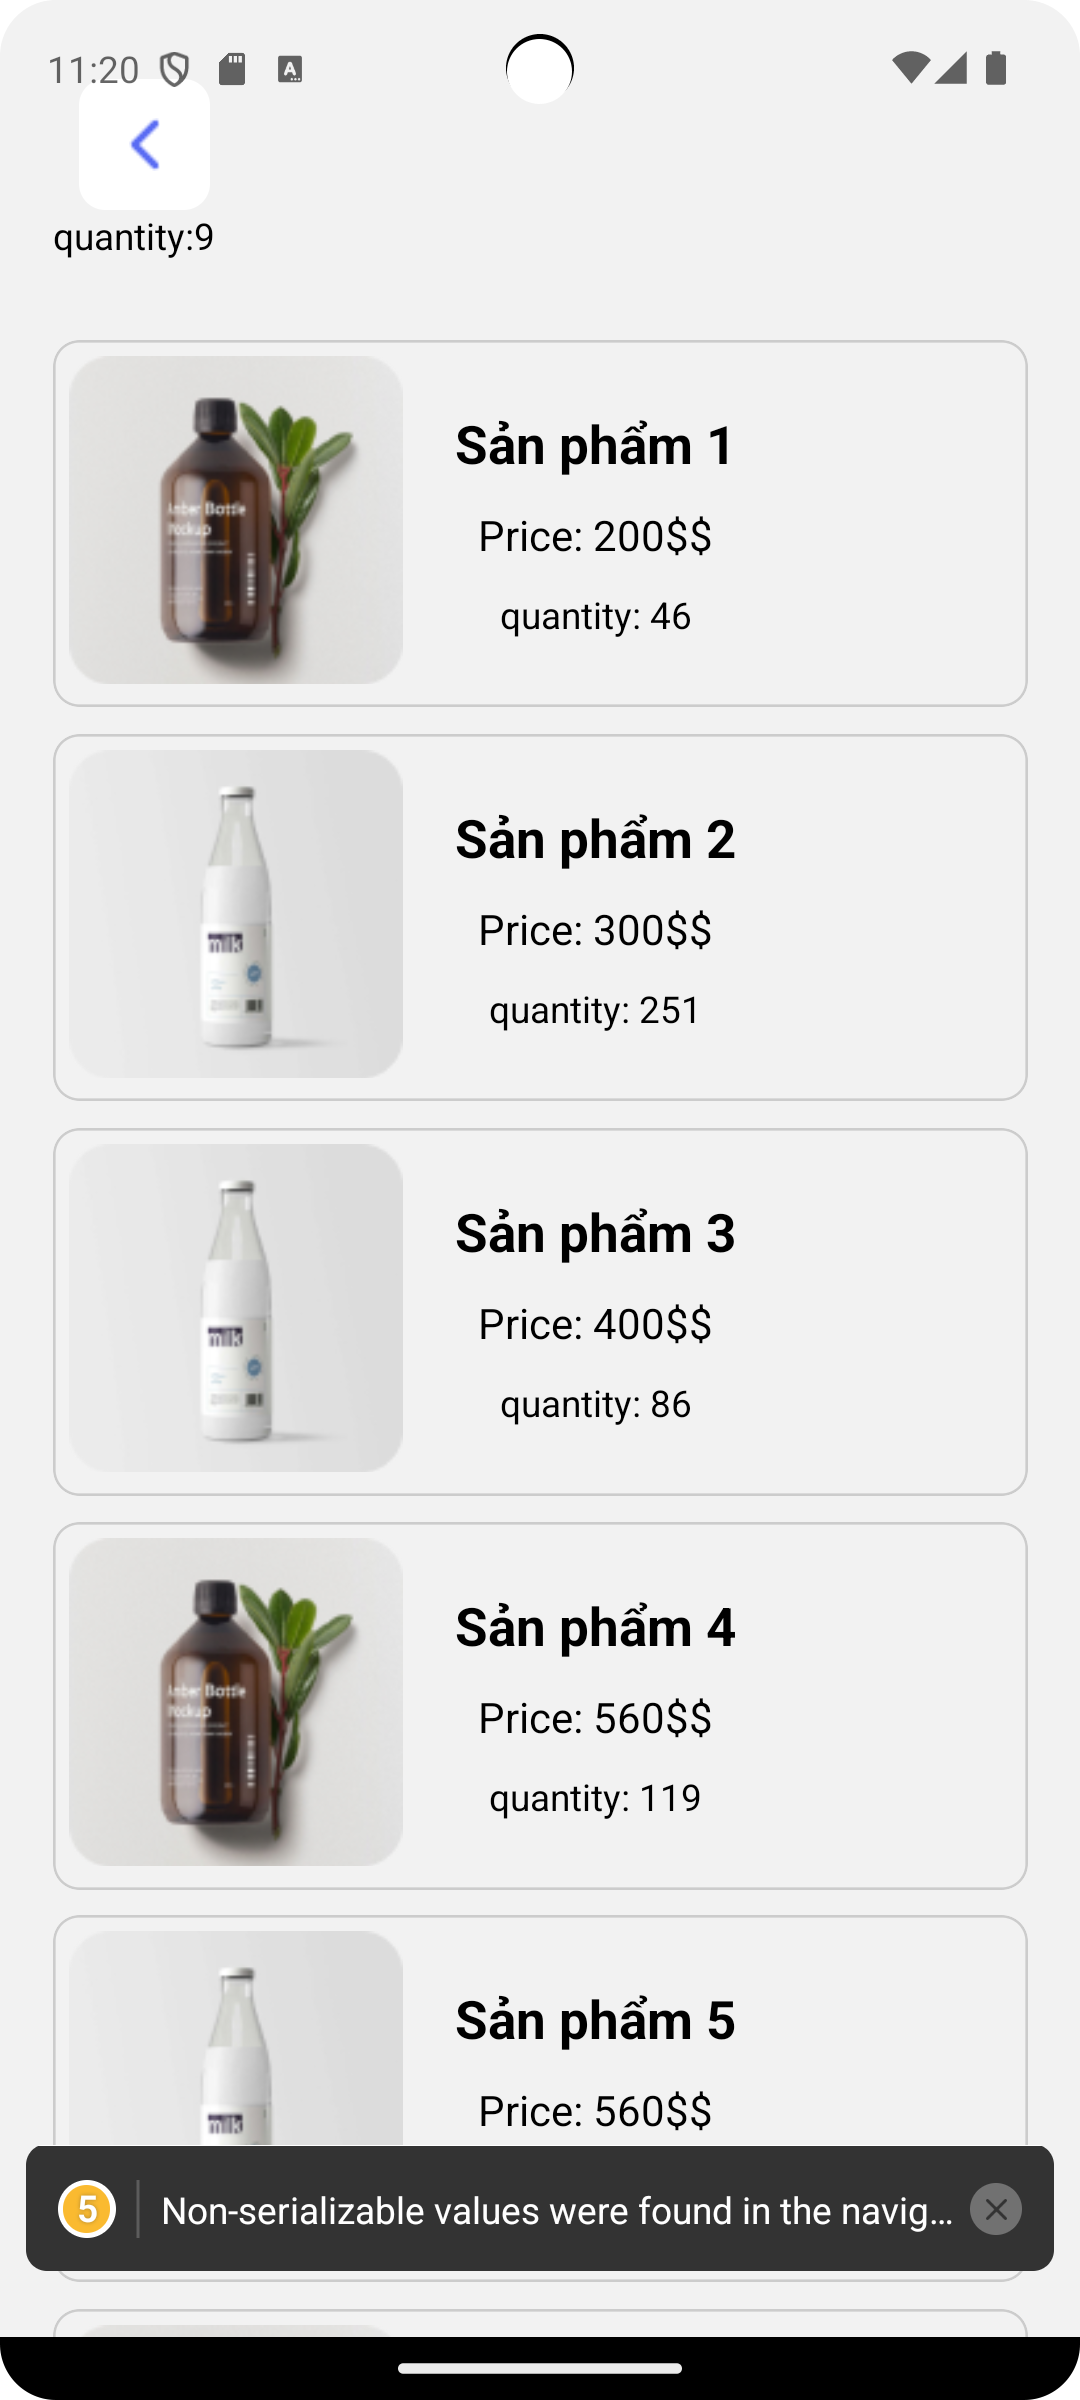 11:20
quantity:9
Amber Bottle
Mockup
Sản phẩm 1
Price: 200$$
quantity: 46
milk
Sản phẩm 2
Price: 300$$
quantity: 251
milk
Sản phẩm 3
Price: 400$$
quantity: 86
Amber Bottle
Mockup
Sản phẩm 4
Price: 560$$
quantity: 119
milk
Sản phẩm 5
Price: 560$$
5
Non-serializable values were found in the navig...